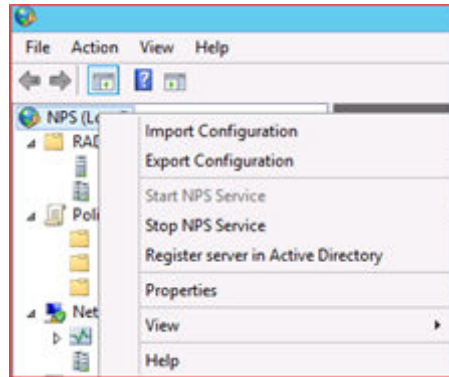 File Action View Help
NPS (Lo
RAD
Poli
Net
Import Configuration
Export Configuration
Start NPS Service
Stop NPS Service
Register server in Active Directory
Properties
View
Help